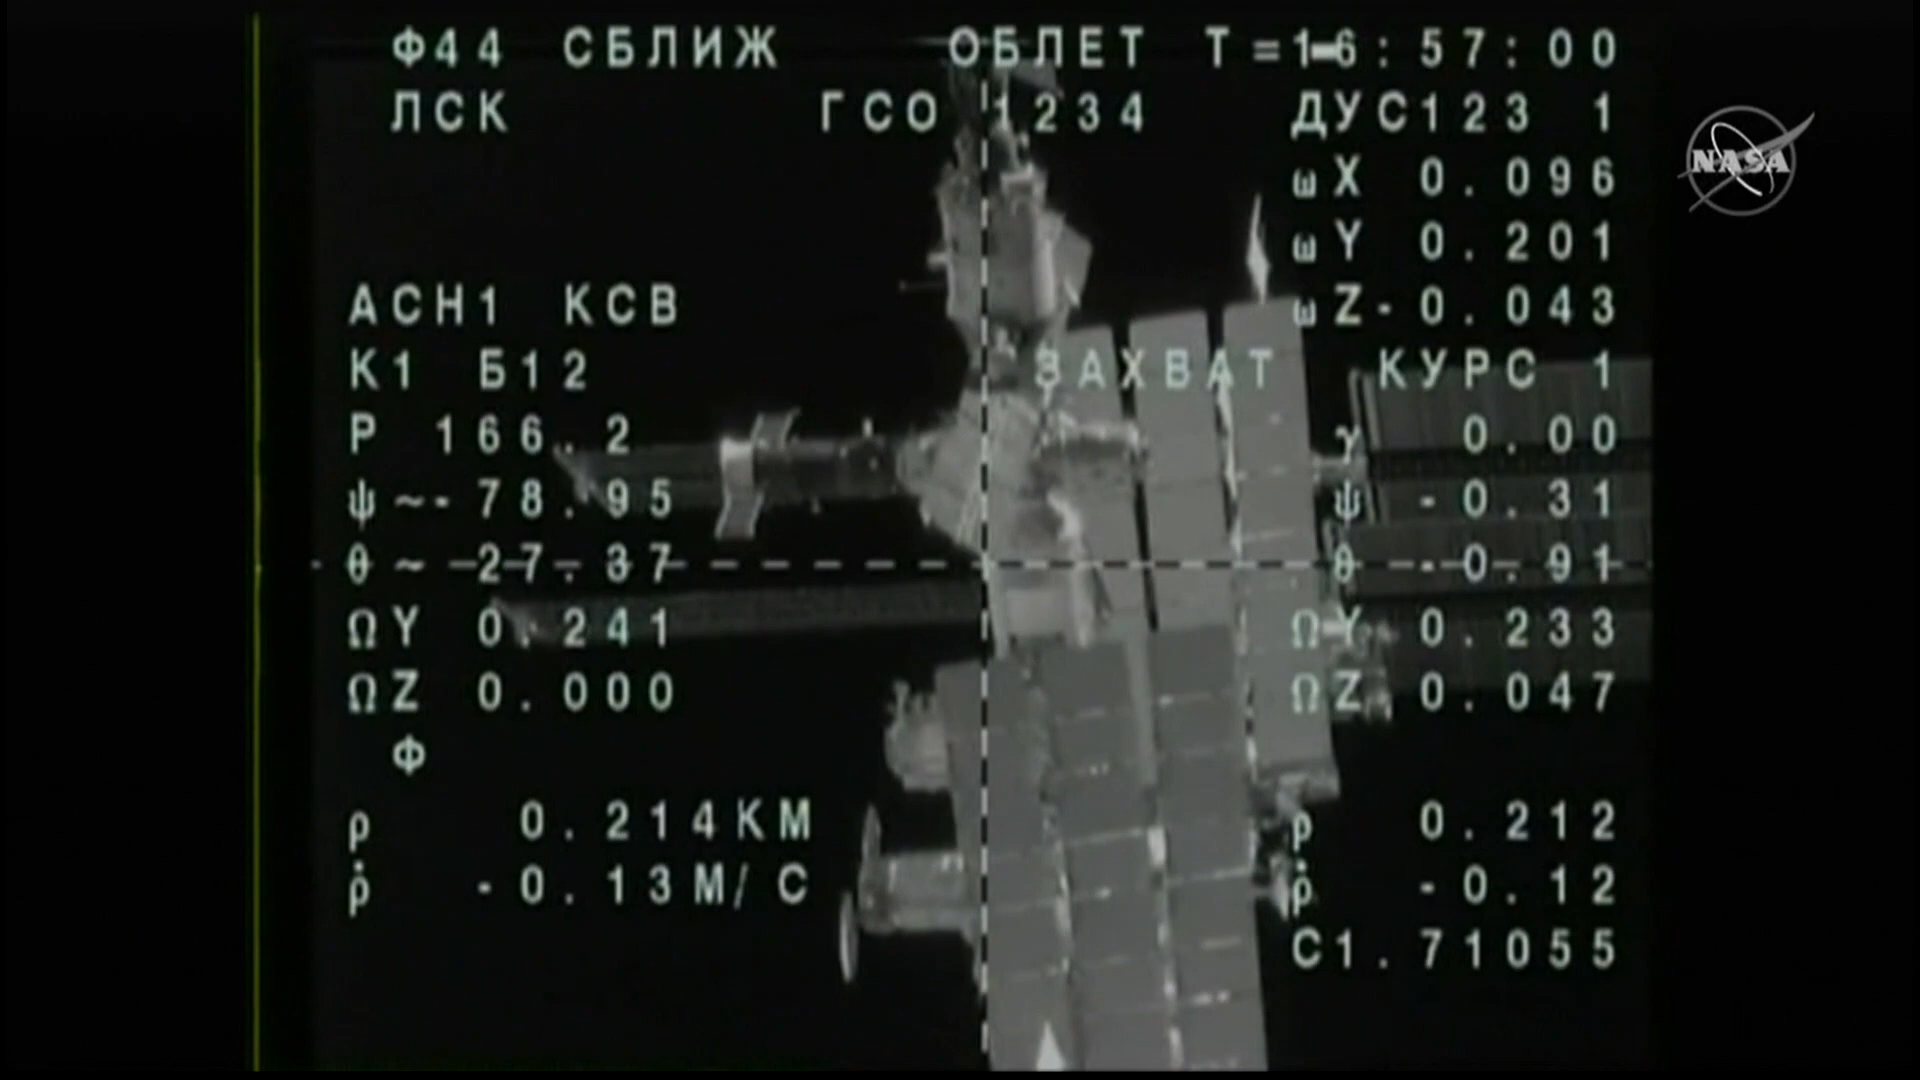 Ф44 СБЛИЖ ОБЛЕТ Т=16:57:00
ЛСК ГСО 1234 ДУС123 1
NASA
ωX 0.096
ωY 0.201
АСН1 КСВ ωZ-0.043
К1 Б12 ЗАХВАТ КУРС 1
Р 166.2 γ 0.00
ψ ~-78.95 ψ -0.31
θ ~-27.37 θ -0.91
ΩY 0.241 ΩY 0.233
ΩZ 0.000 ΩZ 0.047
Ф
ρ 0.214КМ ρ 0.212
ρ̇ -0.13М/С ρ̇ -0.12
С1.71055